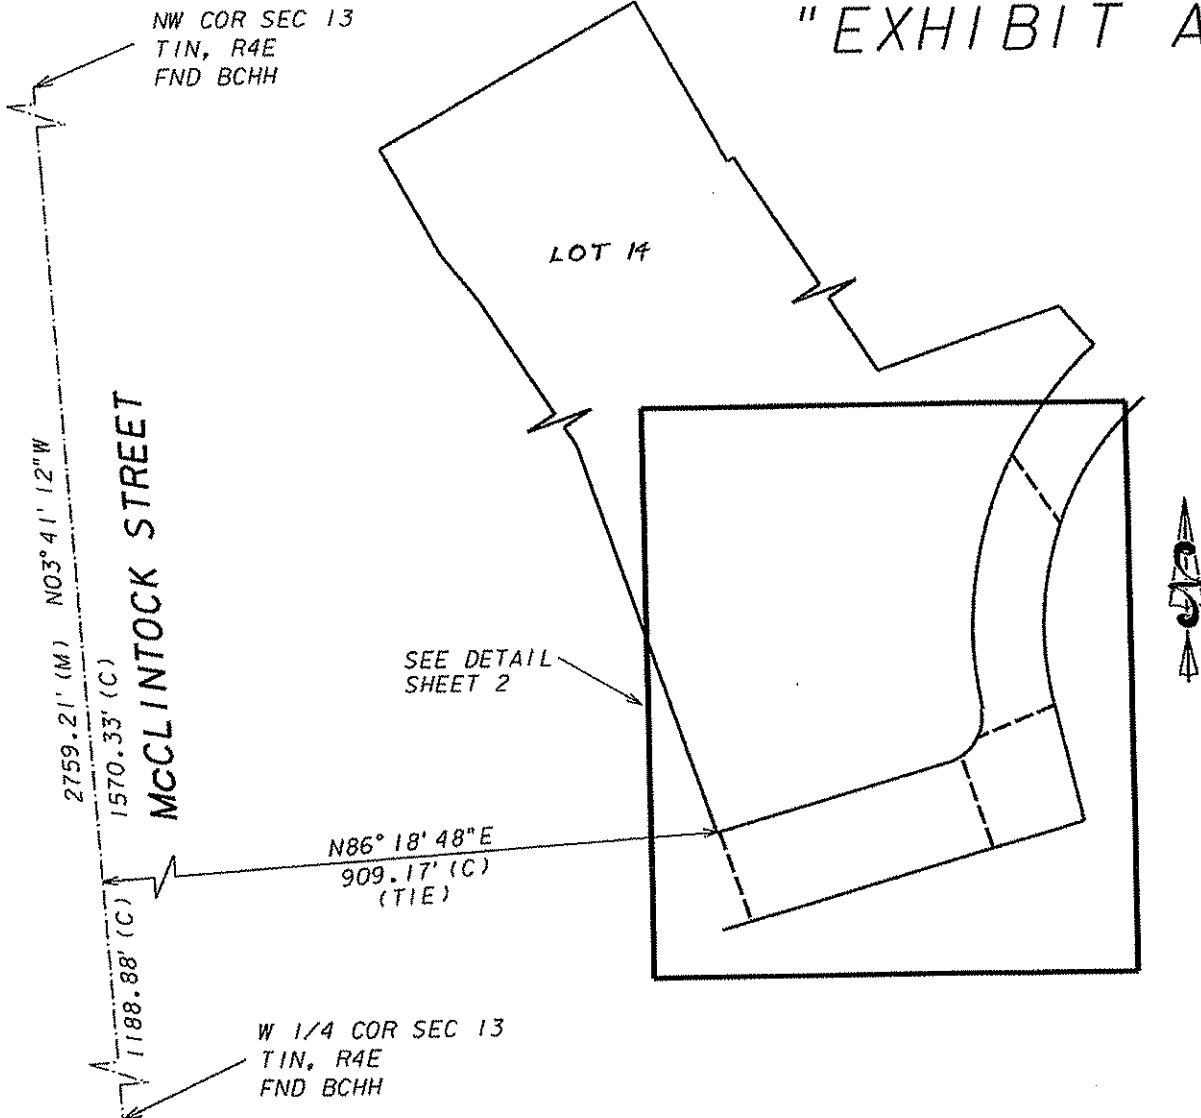 "EXHIBIT A
NW COR SEC 13
T1N, R4E
FND BCHH
LOT 14
2759.21' (M) N03°41'12"W
1570.33' (C)
McCLINTOCK STREET
SEE DETAIL
SHEET 2
N86°18'48"E
909.17' (C)
(TIE)
1188.88' (C)
W 1/4 COR SEC 13
T1N, R4E
FND BCHH
N